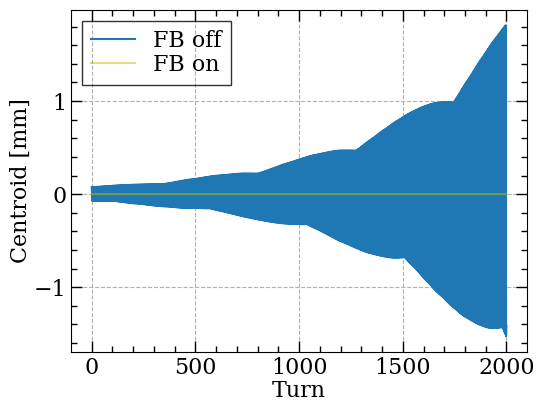 FB off
FB on
Centroid [mm]
1
0
−1
0 500 1000 1500 2000
Turn